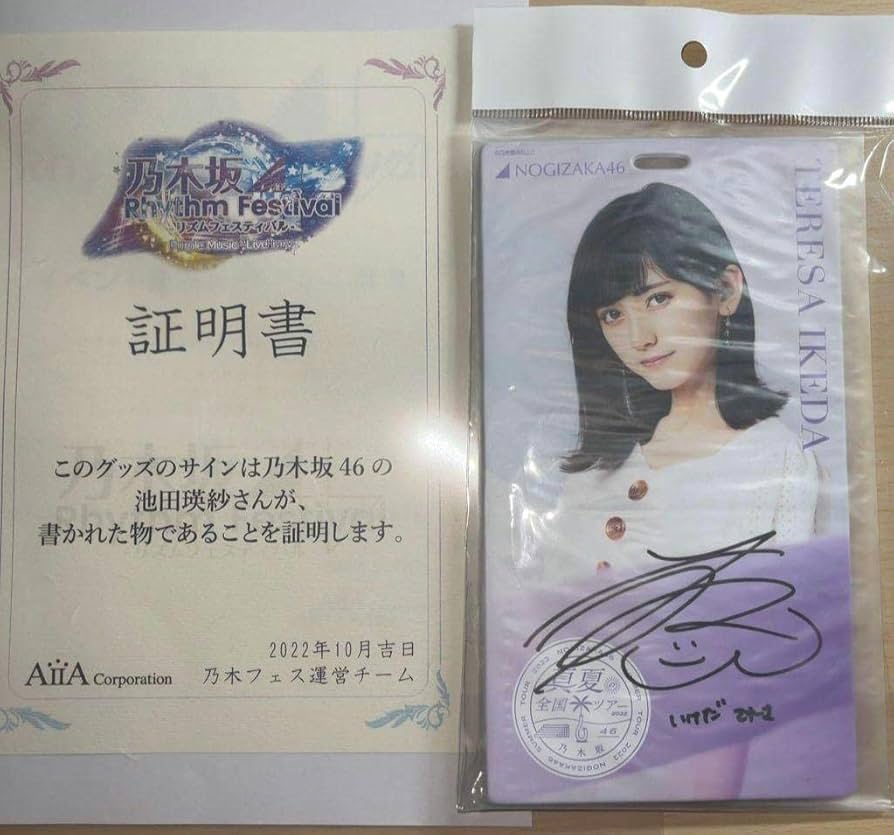 乃木坂46
Rhythm Festival
リズムフェスティバル
証明書
このグッズのサインは乃木坂46の
池田瑛紗さんが、
書かれた物であることを証明します。
2022年10月吉日
AiiA Corporation
乃木フェス運営チーム
NOGIZAKA46
TERESA IKEDA
真夏の
全国ツアー
2022
46
乃木坂
いけだ